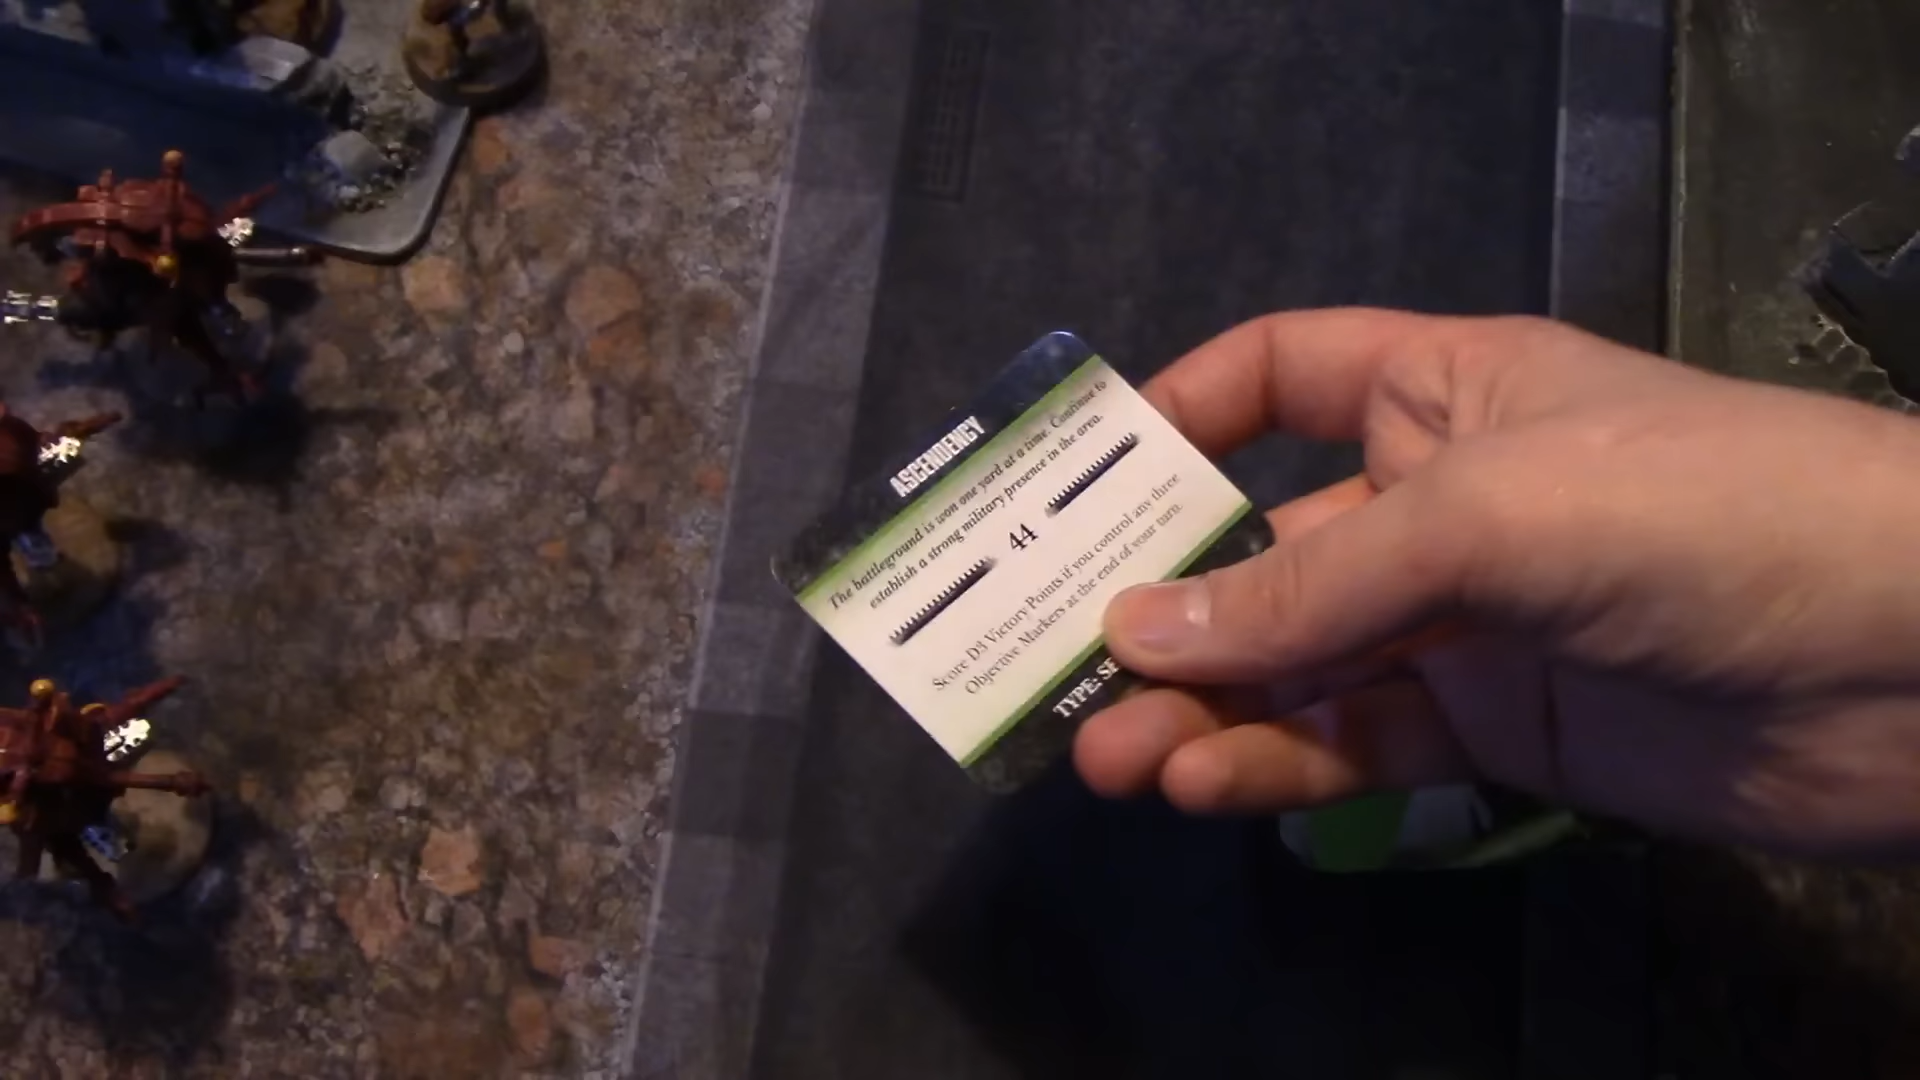 ASCENDENCY
The battleground is won one yard at a time. Continue to
establish a strong military presence in the area.
44
Score D3 Victory Points if you control any three
Objective Markers at the end of your turn.
TYPE: SE